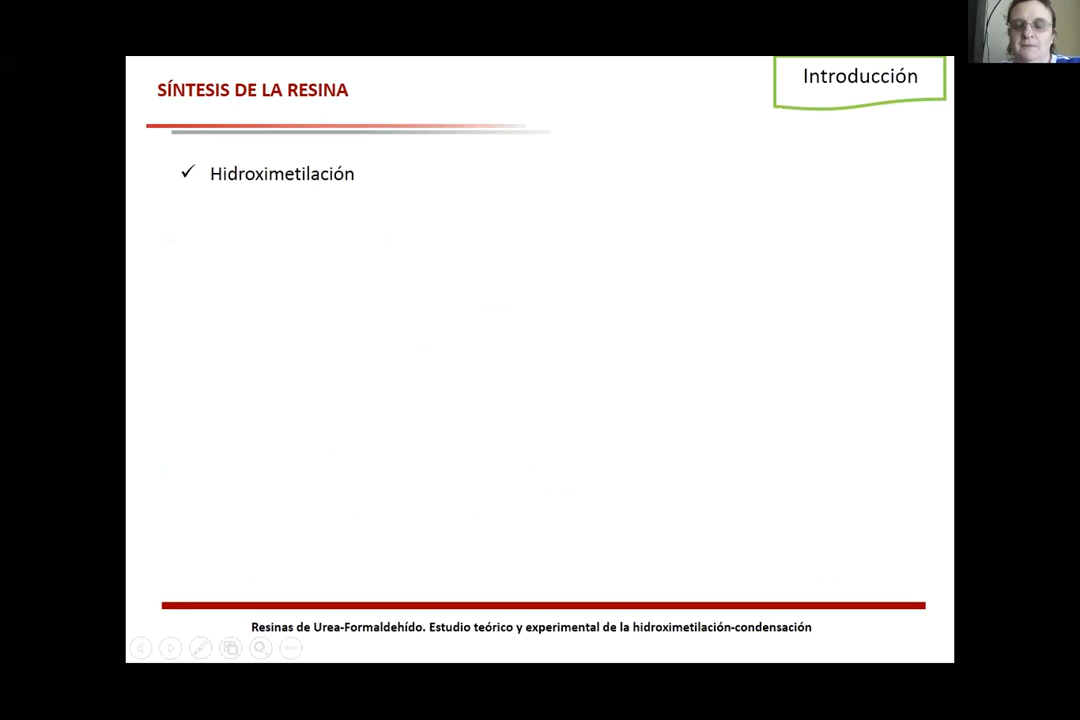 SÍNTESIS DE LA RESINA
Introducción
✓ Hidroximetilación
Resinas de Urea-Formaldehído. Estudio teórico y experimental de la hidroximetilación-condensación